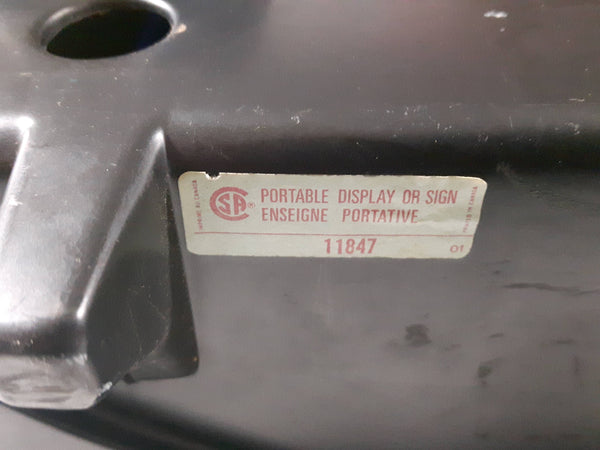 CSA ® PORTABLE DISPLAY OR SIGN
ENSEIGNE PORTATIVE
11847 01